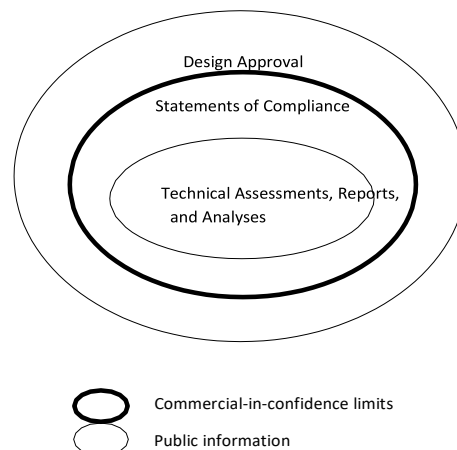 Design Approval
Statements of Compliance
Technical Assessments, Reports,
and Analyses
Commercial-in-confidence limits
Public information